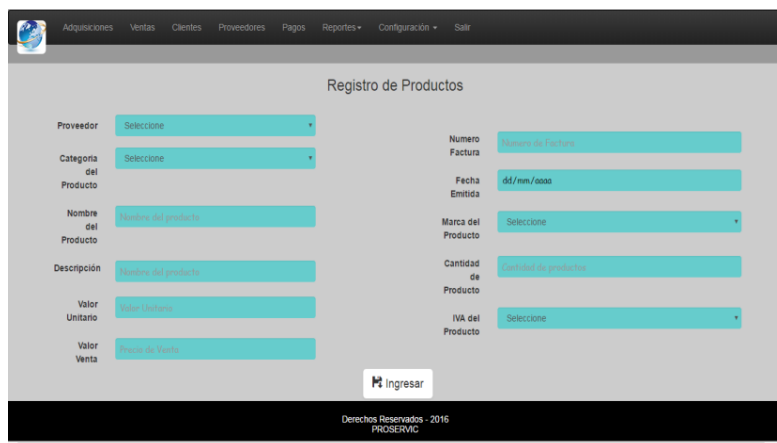 Adquisiciones Ventas Clientes Proveedores Pagos Reportes Configuración Salir
Registro de Productos
Proveedor Seleccione
Categoria del Producto Seleccione
Nombre del Producto Nombre del producto
Descripción Nombre del producto
Valor Unitario Valor Unitario
Valor Venta Precio de Venta
Numero Factura Numero de Factura
Fecha Emitida dd/mm/aaaa
Marca del Producto Seleccione
Cantidad de Producto Cantidad de productos
IVA del Producto Seleccione
Ingresar
Derechos Reservados - 2016
PROSERVIC